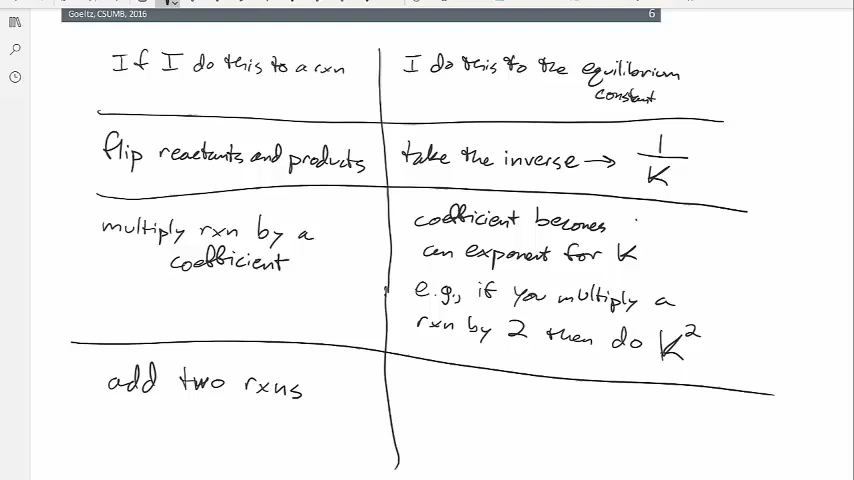 Goeltz, CSUMB, 2016
6
If I do this to a rxn
I do this to the equilibrium
constant
flip reactants and products
take the inverse → 1/K
multiply rxn by a
coefficient
coefficient becomes
an exponent for K
e.g., if you multiply a
rxn by 2 then do K²
add two rxns